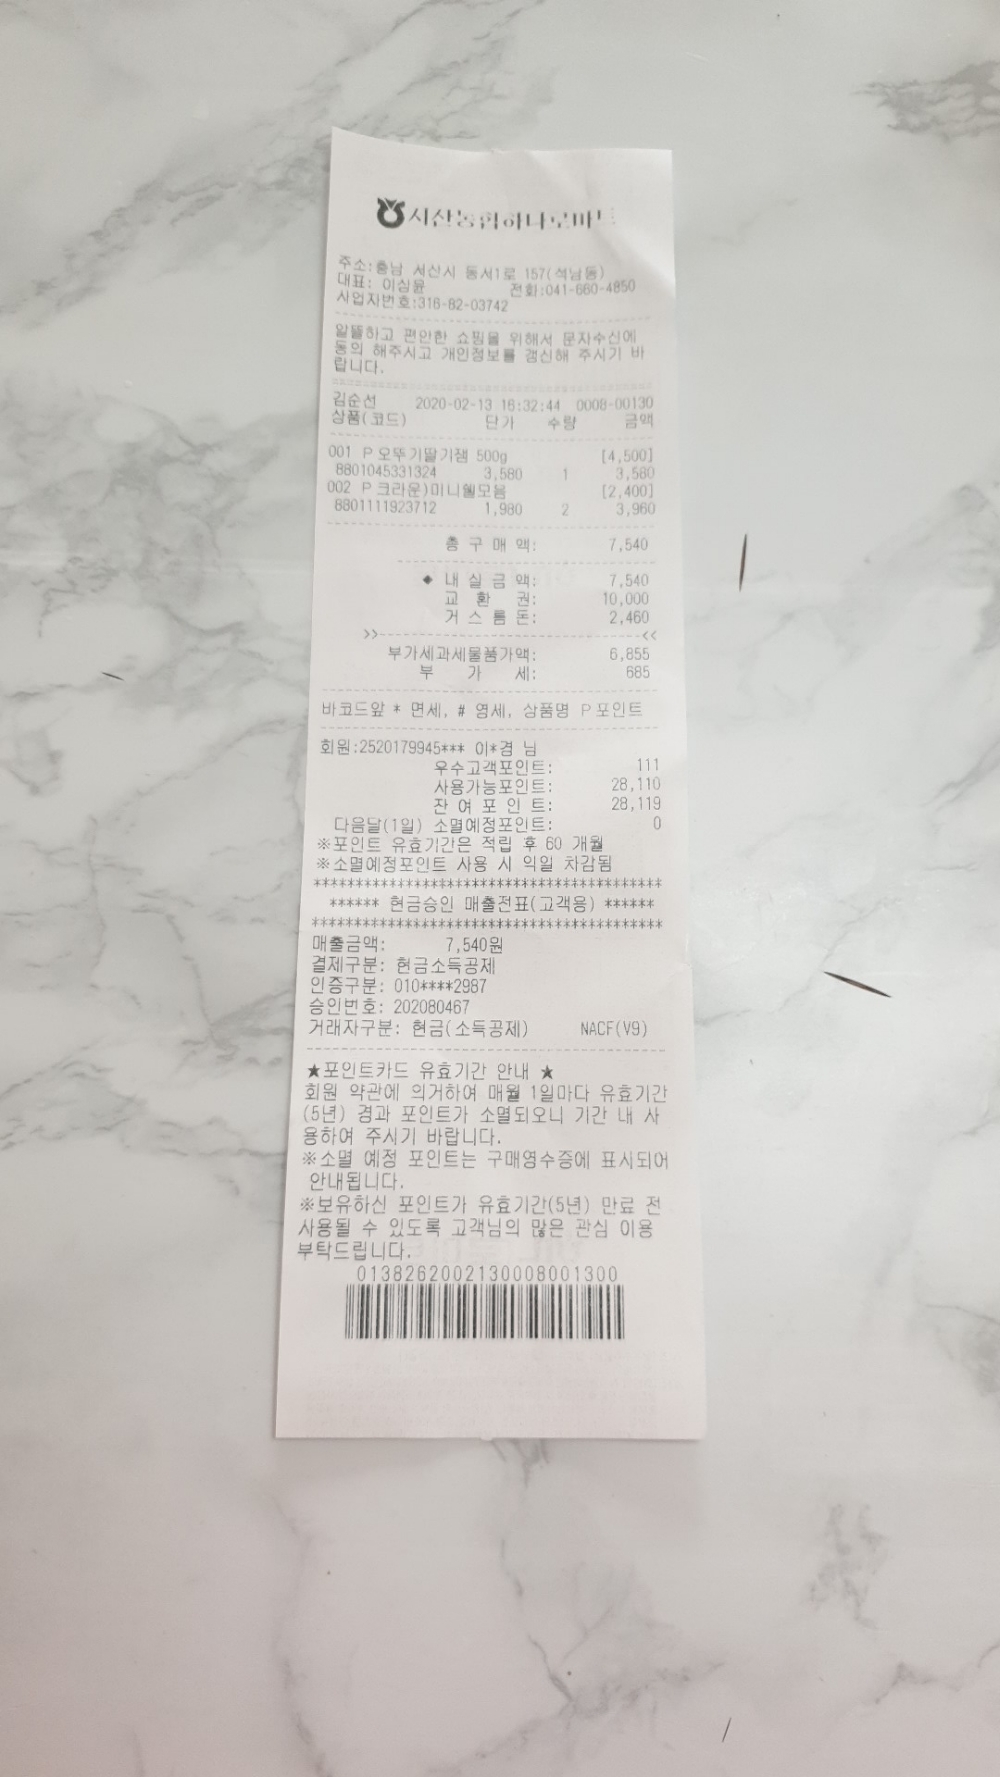 서산농협하나로마트
주소:충남 서산시 동서1로 157(석남동)
대표: 이상윤 전화:041-660-4850
사업자번호:316-82-03742
알뜰하고 편안한 쇼핑을 위해서 문자수신에
동의 해주시고 개인정보를 갱신해 주시기 바
랍니다.
김순선 2020-02-13 16:32:44 0008-00130
상품(코드) 단가 수량 금액
001 P 오뚜기딸기잼 500g [4,500]
8801045331324 3,580 1 3,580
002 P 크라운)미니웰모음 [2,400]
8801111923712 1,980 2 3,960
총 구 매 액: 7,540
◆ 내 실 금 액: 7,540
교 환 권: 10,000
거 스 름 돈: 2,460
>>--------------------------<<
부가세과세물품가액: 6,855
부 가 세: 685
바코드앞 * 면세, # 영세, 상품명 P 포인트
회원:2520179945*** 이*경 님
우수고객포인트: 111
사용가능포인트: 28,110
잔 여 포 인 트: 28,119
다음달(1일) 소멸예정포인트: 0
※포인트 유효기간은 적립 후 60 개월
※소멸예정포인트 사용 시 익일 차감됨
******************************************
****** 현금승인 매출전표(고객용) ******
******************************************
매출금액: 7,540원
결제구분: 현금소득공제
인증구분: 010****2987
승인번호: 202080467
거래자구분: 현금(소득공제) NACF(V9)
★포인트카드 유효기간 안내 ★
회원 약관에 의거하여 매월 1일마다 유효기간
(5년) 경과 포인트가 소멸되오니 기간 내 사
용하여 주시기 바랍니다.
※소멸 예정 포인트는 구매영수증에 표시되어
안내됩니다.
※보유하신 포인트가 유효기간(5년) 만료 전
사용될 수 있도록 고객님의 많은 관심 이용
부탁드립니다.
01382620021300080013​00